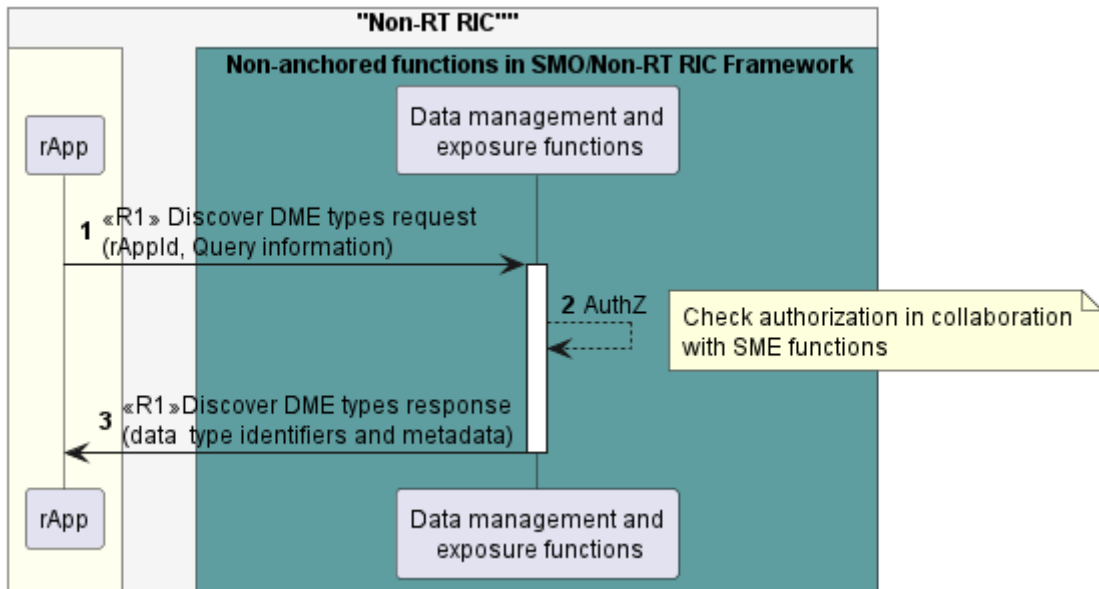 "Non-RT RIC""
Non-anchored functions in SMO/Non-RT RIC Framework
rApp
Data management and
exposure functions
1 «R1» Discover DME types request
(rAppId, Query information)
2 AuthZ
Check authorization in collaboration
with SME functions
3 «R1»Discover DME types response
(data type identifiers and metadata)
rApp
Data management and
exposure functions